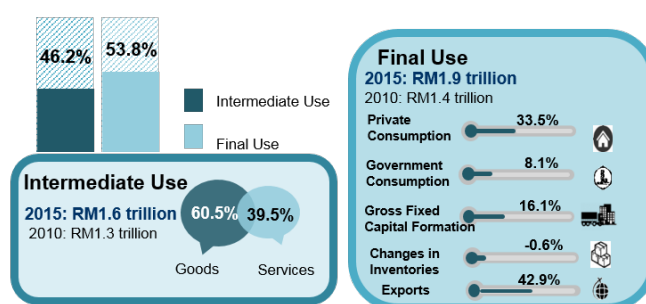 46.2%
53.8%
Intermediate Use
Final Use
Intermediate Use
2015: RM1.6 trillion
2010: RM1.3 trillion
60.5%
39.5%
Goods
Services
Final Use
2015: RM1.9 trillion
2010: RM1.4 trillion
Private
Consumption
33.5%
Government
Consumption
8.1%
Gross Fixed
Capital Formation
16.1%
Changes in
Inventories
-0.6%
Exports
42.9%